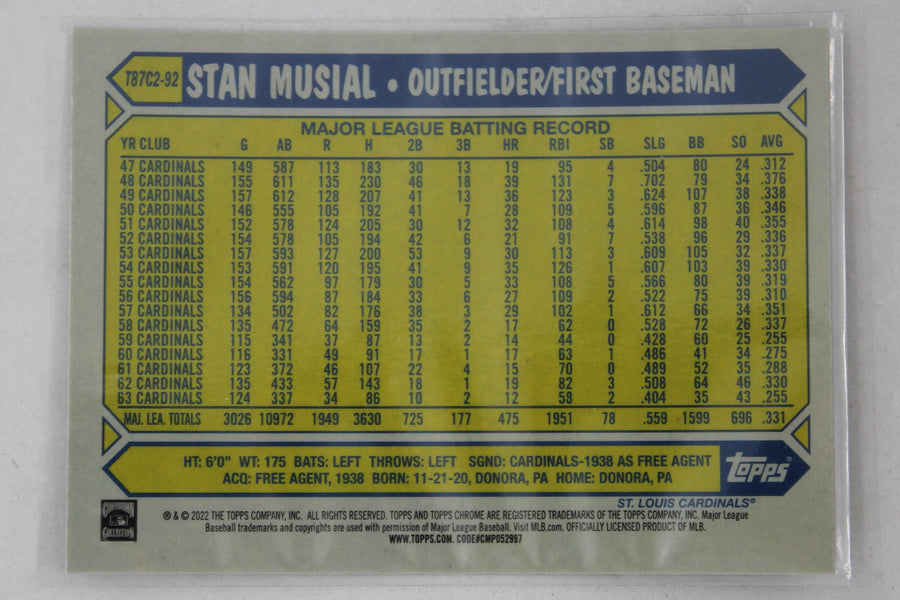 T87C2-92 STAN MUSIAL • OUTFIELDER/FIRST BASEMAN
MAJOR LEAGUE BATTING RECORD
YR CLUB G AB R H 2B 3B HR RBI SB SLG BB SO AVG
47 CARDINALS 149 587 113 183 30 13 19 95 4 .504 80 24 .312
48 CARDINALS 155 611 135 230 46 18 39 131 7 .702 79 34 .376
49 CARDINALS 157 612 128 207 41 13 36 123 3 .624 107 38 .338
50 CARDINALS 146 555 105 192 41 7 28 109 5 .596 87 36 .346
51 CARDINALS 152 578 124 205 30 12 32 108 4 .614 98 40 .355
52 CARDINALS 154 578 105 194 42 6 21 91 7 .538 96 29 .336
53 CARDINALS 157 593 127 200 53 9 30 113 3 .609 105 32 .337
54 CARDINALS 153 591 120 195 41 9 35 126 1 .607 103 39 .330
55 CARDINALS 154 562 97 179 30 5 33 108 5 .566 80 39 .319
56 CARDINALS 156 594 87 184 33 6 27 109 2 .522 75 39 .310
57 CARDINALS 134 502 82 176 38 3 29 102 1 .612 66 34 .351
58 CARDINALS 135 472 64 159 35 2 17 62 0 .528 72 26 .337
59 CARDINALS 115 341 37 87 13 2 14 44 0 .428 60 25 .255
60 CARDINALS 116 331 49 91 17 1 17 63 1 .486 41 34 .275
61 CARDINALS 123 372 46 107 22 4 15 70 0 .489 52 35 .288
62 CARDINALS 135 433 57 143 18 1 19 82 3 .508 64 46 .330
63 CARDINALS 124 337 34 86 10 2 12 58 2 .404 35 43 .255
MAJ. LEA. TOTALS 3026 10972 1949 3630 725 177 475 1951 78 .559 1599 696 .331
HT: 6'0" WT: 175 BATS: LEFT THROWS: LEFT SGND: CARDINALS-1938 AS FREE AGENT
ACQ: FREE AGENT, 1938 BORN: 11-21-20, DONORA, PA HOME: DONORA, PA
TOPPS®
ST. LOUIS CARDINALS®
COOPERSTOWN
COLLECTION
® & © 2022 THE TOPPS COMPANY, INC. ALL RIGHTS RESERVED. TOPPS AND TOPPS CHROME ARE REGISTERED TRADEMARKS OF THE TOPPS COMPANY, INC. Major League
Baseball trademarks and copyrights are used with permission of Major League Baseball. Visit MLB.com. OFFICIALLY LICENSED PRODUCT OF MLB.
WWW.TOPPS.COM. CODE#CMP052997